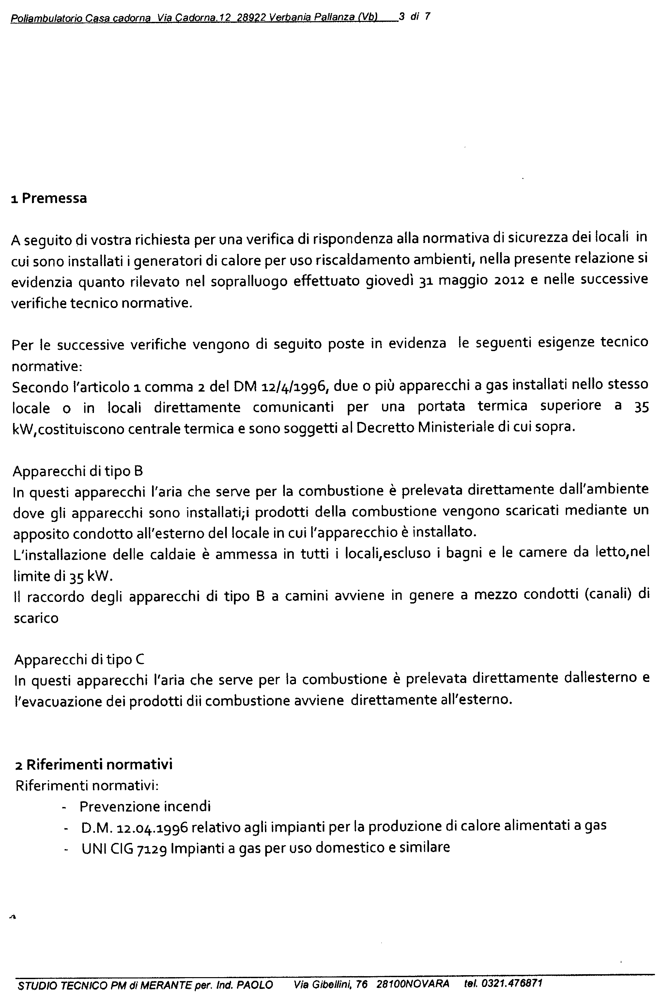 Poliambulatorio Casa cadorna Via Cadorna,12 28922 Verbania Pallanza (Vb) 3 di 7
1 Premessa
A seguito di vostra richiesta per una verifica di rispondenza alla normativa di sicurezza dei locali in
cui sono installati i generatori di calore per uso riscaldamento ambienti, nella presente relazione si
evidenzia quanto rilevato nel sopralluogo effettuato giovedì 31 maggio 2012 e nelle successive
verifiche tecnico normative.
Per le successive verifiche vengono di seguito poste in evidenza le seguenti esigenze tecnico
normative:
Secondo l'articolo 1 comma 2 del DM 12/4/1996, due o più apparecchi a gas installati nello stesso
locale o in locali direttamente comunicanti per una portata termica superiore a 35
kW,costituiscono centrale termica e sono soggetti al Decretto Ministeriale di cui sopra.
Apparecchi di tipo B
In questi apparecchi l'aria che serve per la combustione è prelevata direttamente dall'ambiente
dove gli apparecchi sono installati;i prodotti della combustione vengono scaricati mediante un
apposito condotto all'esterno del locale in cui l'apparecchio è installato.
L'installazione delle caldaie è ammessa in tutti i locali,escluso i bagni e le camere da letto,nel
limite di 35 kW.
Il raccordo degli apparecchi di tipo B a camini avviene in genere a mezzo condotti (canali) di
scarico
Apparecchi di tipo C
In questi apparecchi l'aria che serve per la combustione è prelevata direttamente dallesterno e
l'evacuazione dei prodotti dii combustione avviene direttamente all'esterno.
2 Riferimenti normativi
Riferimenti normativi:
- Prevenzione incendi
- D.M. 12.04.1996 relativo agli impianti per la produzione di calore alimentati a gas
- UNI CIG 7129 Impianti a gas per uso domestico e similare
STUDIO TECNICO PM di MERANTE per. Ind. PAOLO Via Gibellini, 76 28100NOVARA tel. 0321.476871